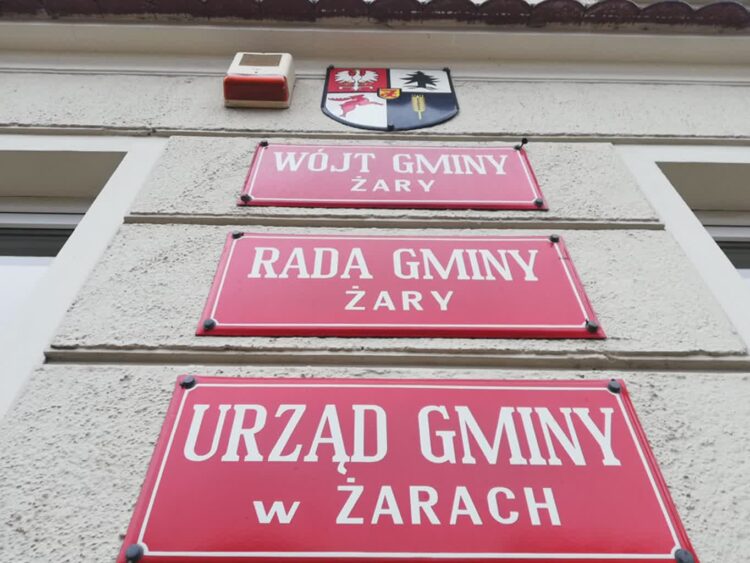 WÓJT GMINY
ŻARY
RADA GMINY
ŻARY
URZĄD GMINY
w ŻARACH